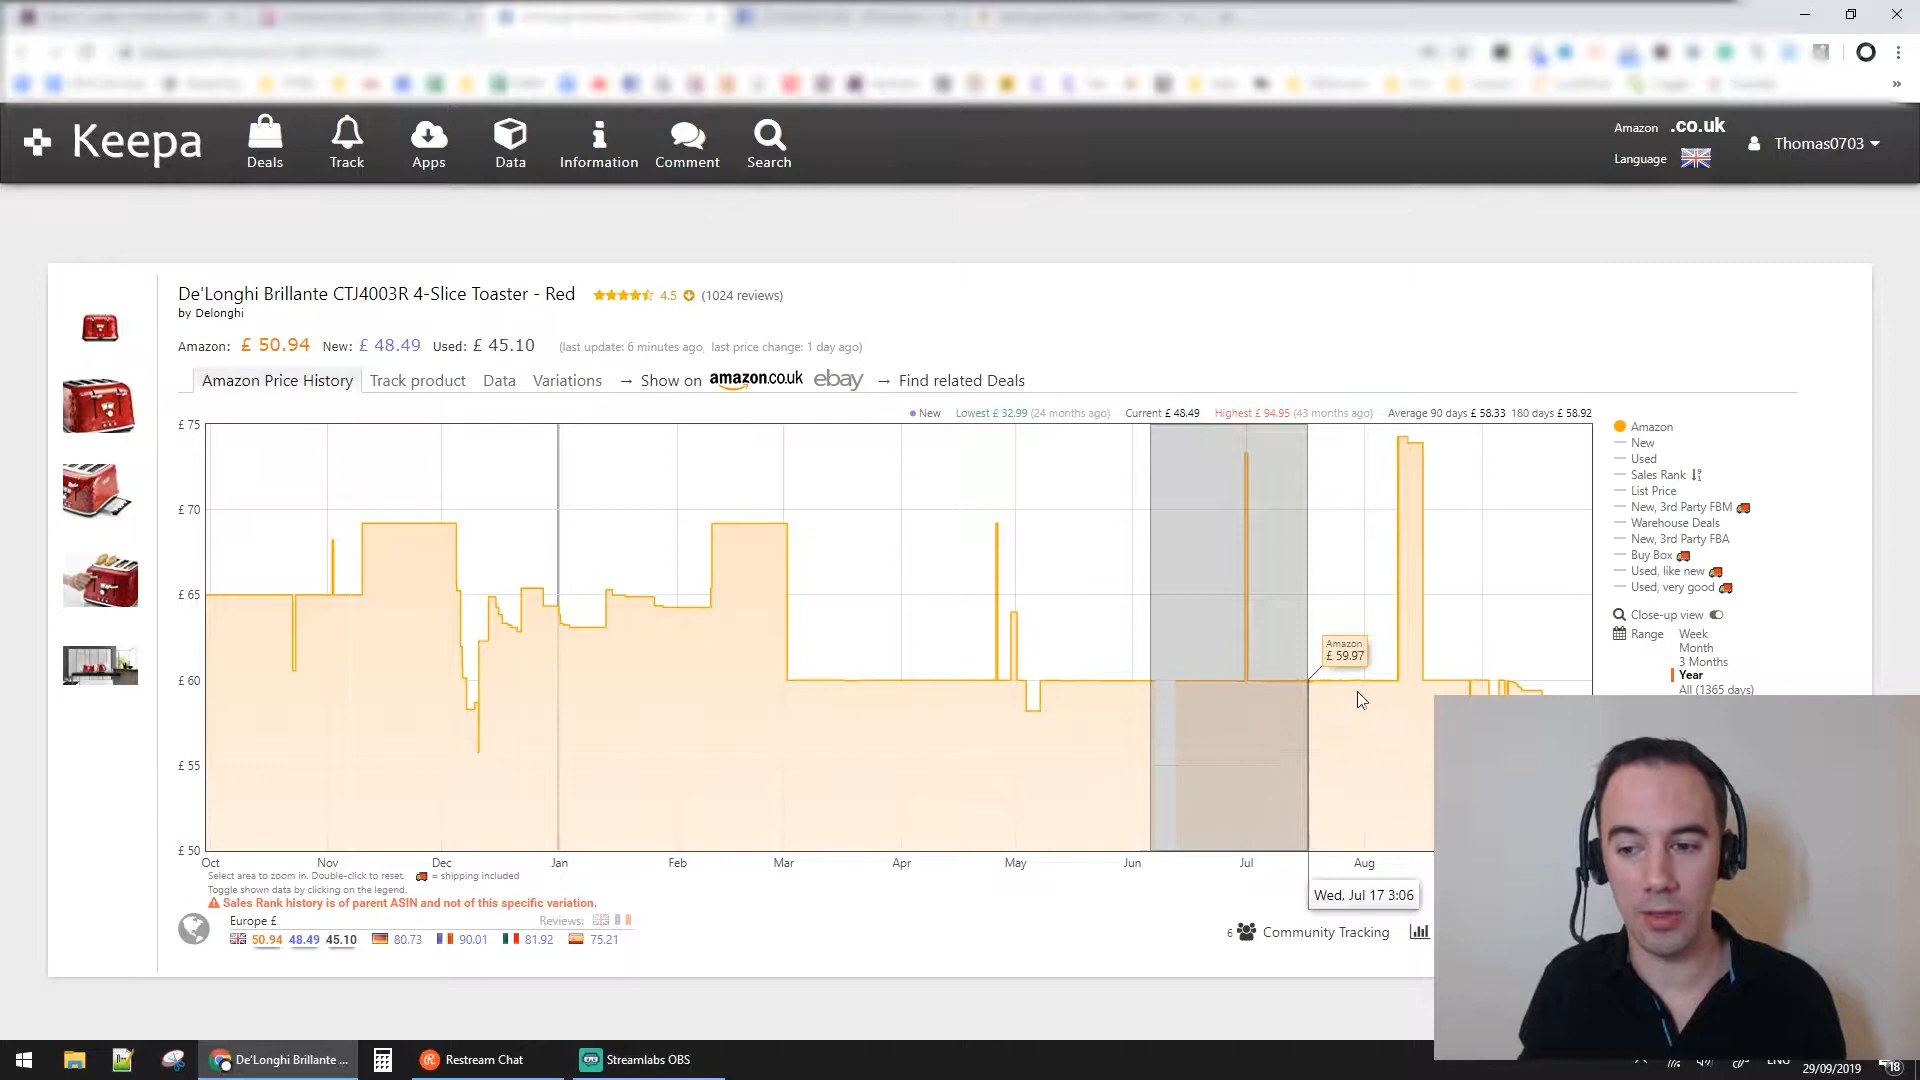 Keepa
Deals
Track
Apps
Data
Information
Comment
Search
Amazon .co.uk
Language
Thomas0703
De'Longhi Brillante CTJ4003R 4-Slice Toaster - Red 4.5 (1024 reviews)
by Delonghi
Amazon: £ 50.94 New: £ 48.49 Used: £ 45.10 (last update: 6 minutes ago, last price change: 1 day ago)
Amazon Price History Track product Data Variations → Show on amazon.co.uk ebay → Find related Deals
New Lowest £ 32.99 (24 months ago) Current £ 48.49 Highest £ 94.95 (43 months ago) Average 90 days £ 58.33 180 days £ 58.92
£ 75
£ 70
£ 65
£ 60
£ 55
£ 50
Amazon
£ 59.97
Oct Nov Dec Jan Feb Mar Apr May Jun Jul Aug
Wed, Jul 17 3:06
Amazon
New
Used
Sales Rank
List Price
New, 3rd Party FBM
Warehouse Deals
New, 3rd Party FBA
Buy Box
Used, like new
Used, very good
Close-up view
Range Week
Month
3 Months
Year
All (1365 days)
Select area to zoom in. Double-click to reset. = shipping included
Toggle shown data by clicking on the legend.
Sales Rank history is of parent ASIN and not of this specific variation.
Europe £ Reviews:
50.94 48.49 45.10 80.73 90.01 81.92 75.21
6 Community Tracking
De'Longhi Brillante ...
Restream Chat
Streamlabs OBS
ENG
29/09/2019
18